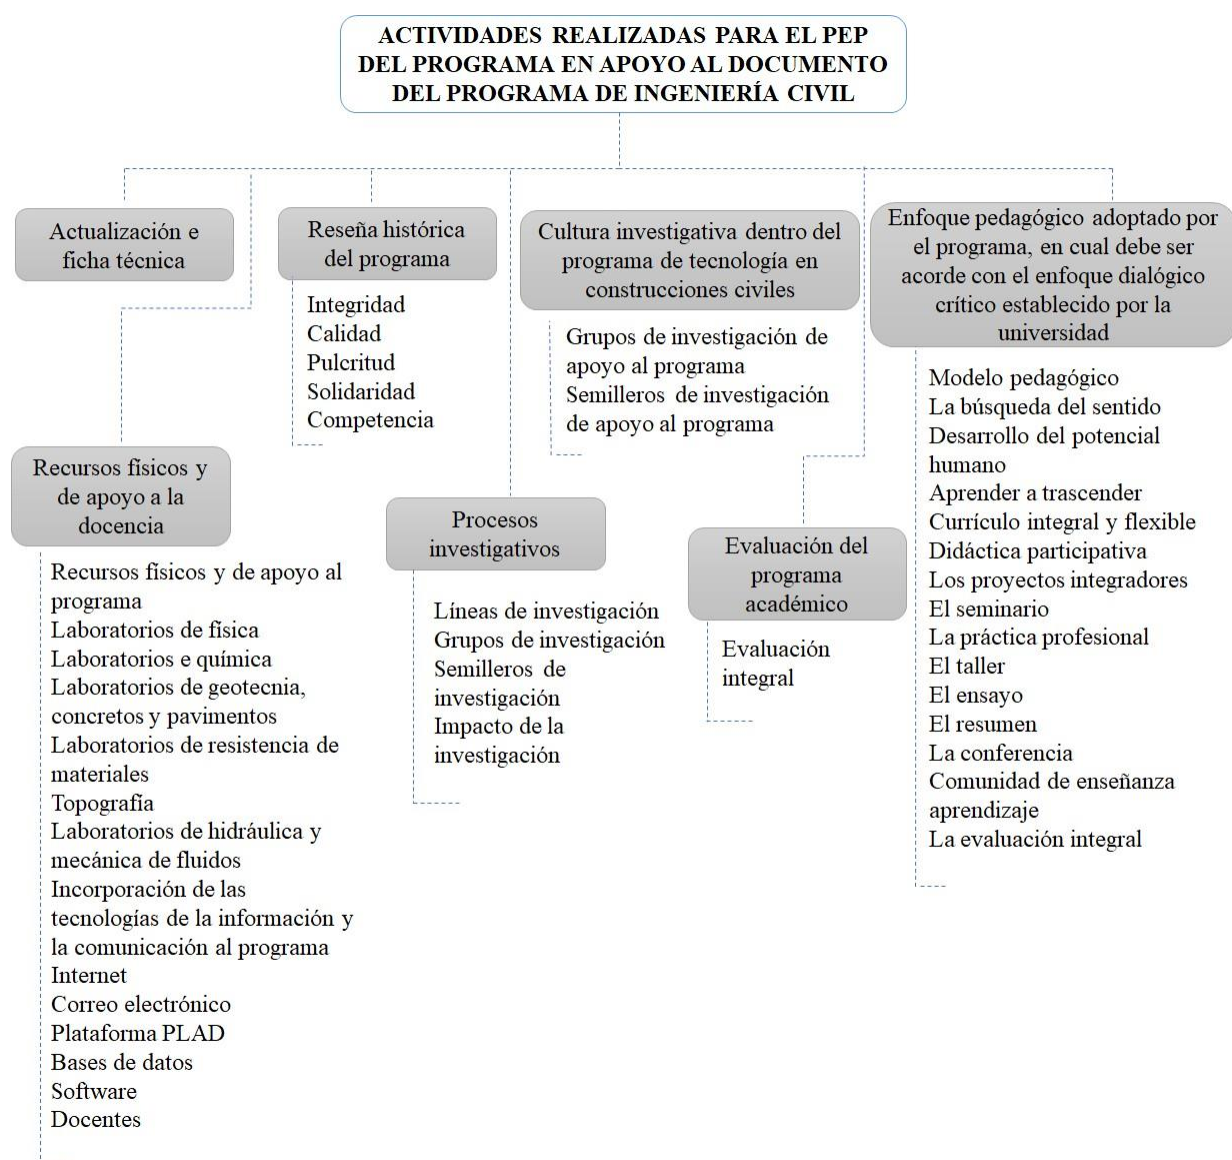 ACTIVIDADES REALIZADAS PARA EL PEP
DEL PROGRAMA EN APOYO AL DOCUMENTO
DEL PROGRAMA DE INGENIERÍA CIVIL
Actualización e
ficha técnica
Reseña histórica
del programa
Integridad
Calidad
Pulcritud
Solidaridad
Competencia
Cultura investigativa dentro del
programa de tecnología en
construcciones civiles
Grupos de investigación de
apoyo al programa
Semilleros de investigación
de apoyo al programa
Enfoque pedagógico adoptado por
el programa, en cual debe ser
acorde con el enfoque dialógico
crítico establecido por la
universidad
Modelo pedagógico
La búsqueda del sentido
Desarrollo del potencial
humano
Aprender a trascender
Currículo integral y flexible
Didáctica participativa
Los proyectos integradores
El seminario
La práctica profesional
El taller
El ensayo
El resumen
La conferencia
Comunidad de enseñanza
aprendizaje
La evaluación integral
Recursos físicos y
de apoyo a la
docencia
Recursos físicos y de apoyo al
programa
Laboratorios de física
Laboratorios e química
Laboratorios de geotecnia,
concretos y pavimentos
Laboratorios de resistencia de
materiales
Topografía
Laboratorios de hidráulica y
mecánica de fluidos
Incorporación de las
tecnologías de la información y
la comunicación al programa
Internet
Correo electrónico
Plataforma PLAD
Bases de datos
Software
Docentes
Procesos
investigativos
Líneas de investigación
Grupos de investigación
Semilleros de
investigación
Impacto de la
investigación
Evaluación del
programa
académico
Evaluación
integral